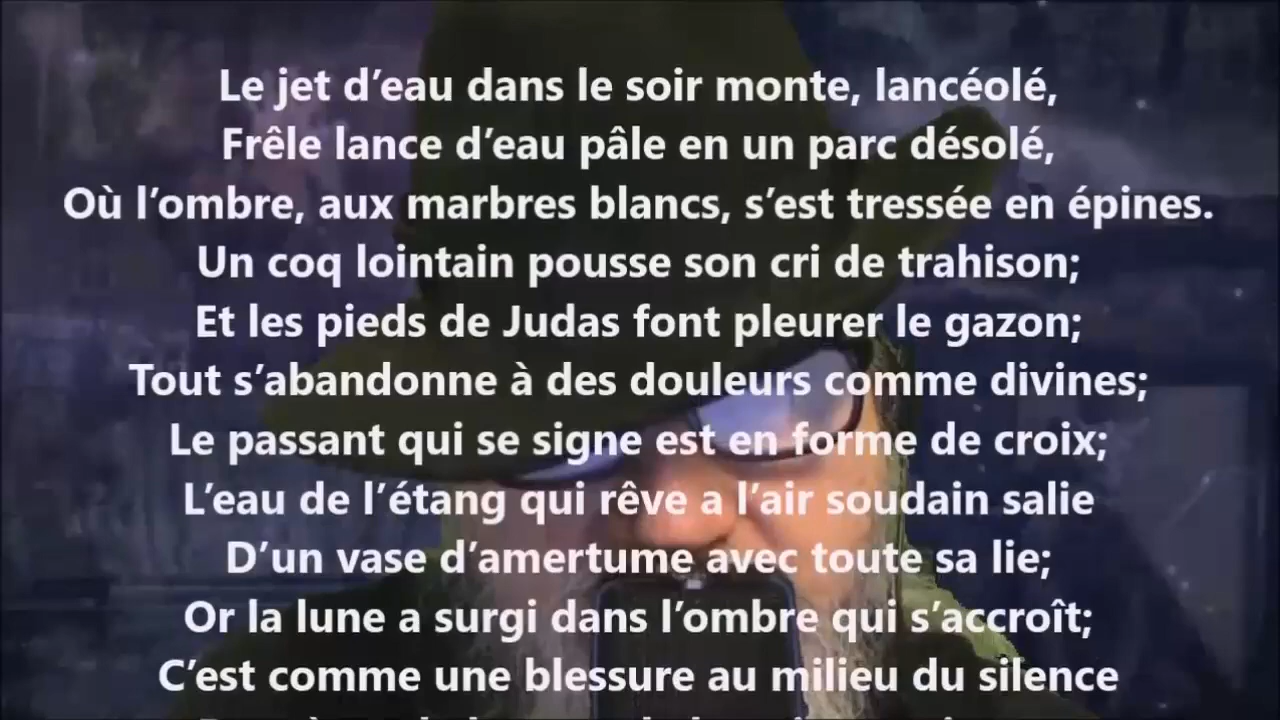 Le jet d’eau dans le soir monte, lancéolé,
Frêle lance d’eau pâle en un parc désolé,
Où l’ombre, aux marbres blancs, s’est tressée en épines.
Un coq lointain pousse son cri de trahison;
Et les pieds de Judas font pleurer le gazon;
Tout s’abandonne à des douleurs comme divines;
Le passant qui se signe est en forme de croix;
L’eau de l’étang qui rêve a l’air soudain salie
D’un vase d’amertume avec toute sa lie;
Or la lune a surgi dans l’ombre qui s’accroît;
C’est comme une blessure au milieu du silence